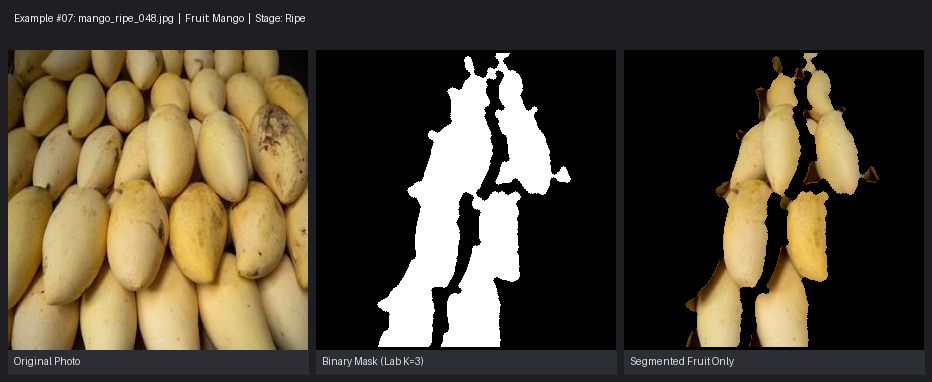 Example #07: mango_ripe_048.jpg | Fruit: Mango | Stage: Ripe
Original Photo
Binary Mask (Lab K=3)
Segmented Fruit Only